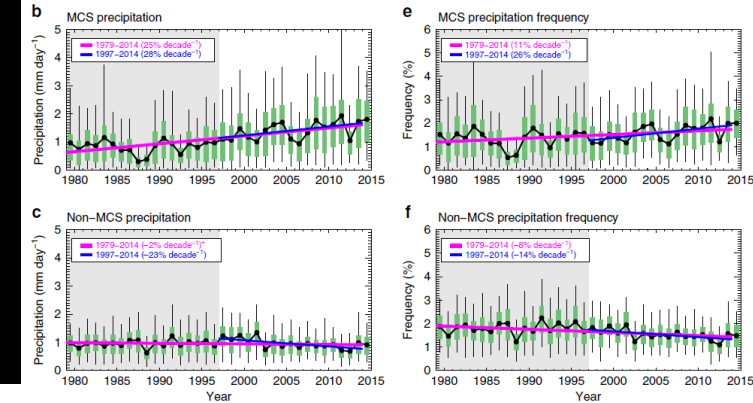 b MCS precipitation
1979−2014 (25% decade⁻¹)
1997−2014 (28% decade⁻¹)
Precipitation (mm day⁻¹)
5
4
3
2
1
0
1980 1985 1990 1995 2000 2005 2010 2015
e MCS precipitation frequency
1979−2014 (11% decade⁻¹)
1997−2014 (26% decade⁻¹)
Frequency (%)
6
5
4
3
2
1
0
1980 1985 1990 1995 2000 2005 2010 2015
c Non−MCS precipitation
1979−2014 (−2% decade⁻¹)*
1997−2014 (−23% decade⁻¹)
Precipitation (mm day⁻¹)
5
4
3
2
1
0
1980 1985 1990 1995 2000 2005 2010 2015
Year
f Non−MCS precipitation frequency
1979−2014 (−8% decade⁻¹)
1997−2014 (−14% decade⁻¹)
Frequency (%)
6
5
4
3
2
1
0
1980 1985 1990 1995 2000 2005 2010 2015
Year